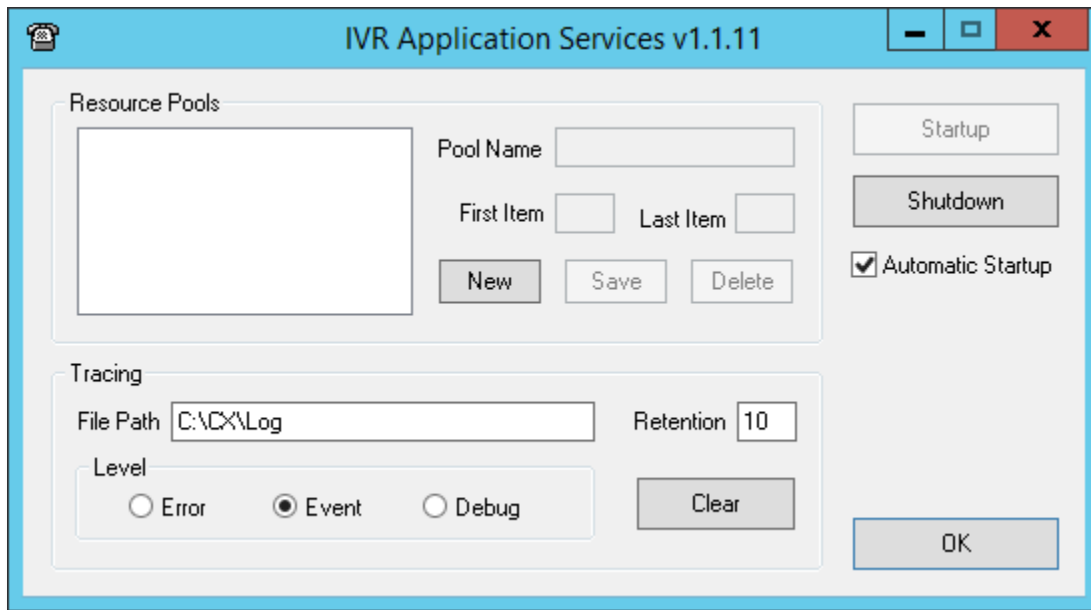 IVR Application Services v1.1.11
Resource Pools
Pool Name
First Item Last Item
New Save Delete
Startup
Shutdown
Automatic Startup
Tracing
File Path C:\CX\Log Retention 10
Level
Error Event Debug
Clear
OK